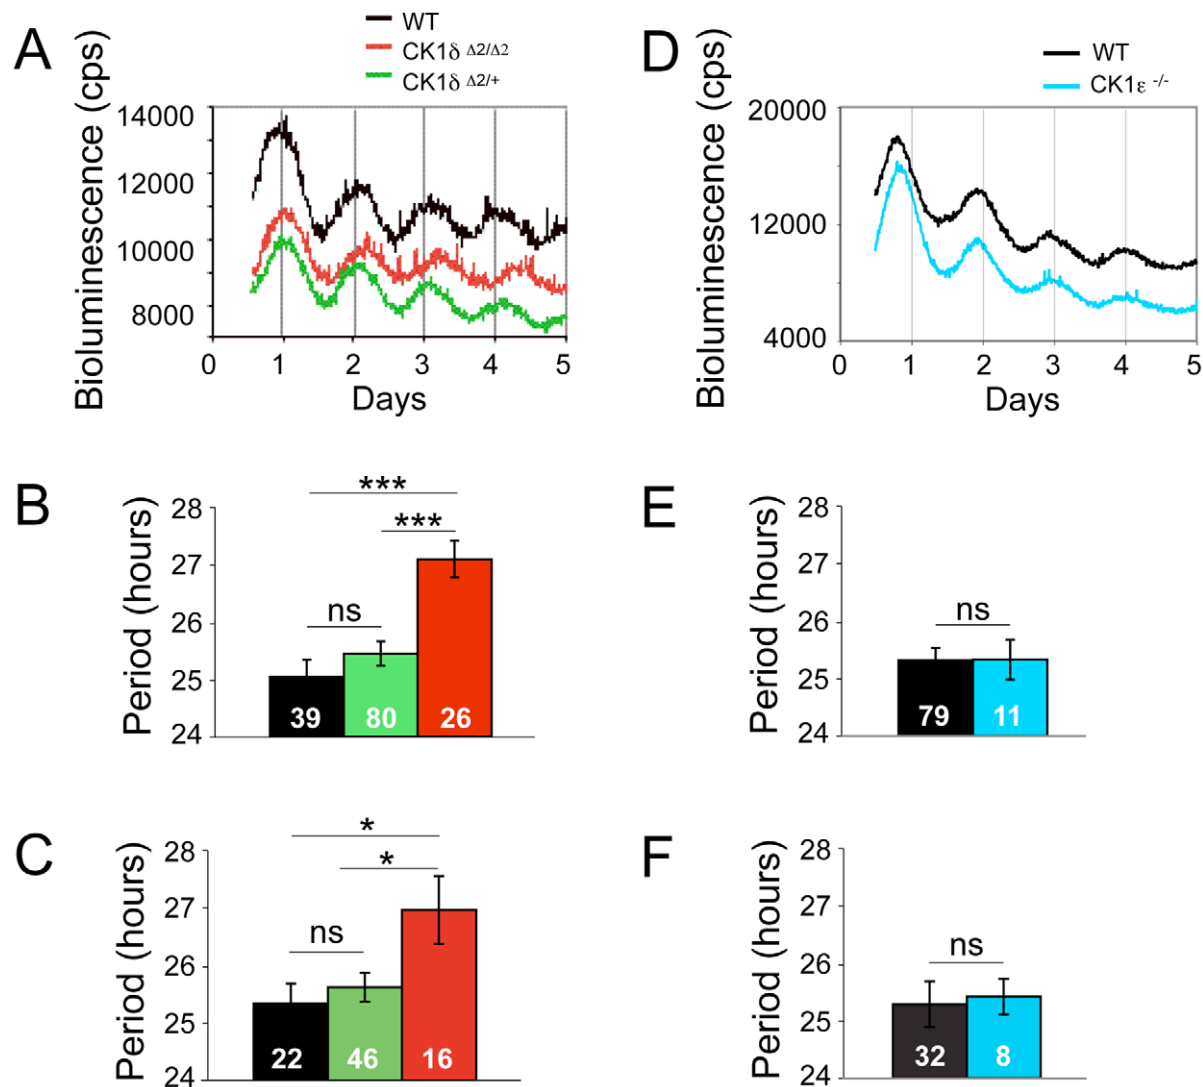 A
WT
CK1δ Δ2/Δ2
CK1δ Δ2/+
Bioluminescence (cps)
14000
12000
10000
8000
0 1 2 3 4 5
Days
D
WT
CK1ε -/-
Bioluminescence (cps)
20000
12000
4000
0 1 2 3 4 5
Days
B
Period (hours)
28
27
26
25
24
***
***
ns
39 80 26
E
Period (hours)
28
27
26
25
24
ns
79 11
C
Period (hours)
28
27
26
25
24
*
*
ns
22 46 16
F
Period (hours)
28
27
26
25
24
ns
32 8